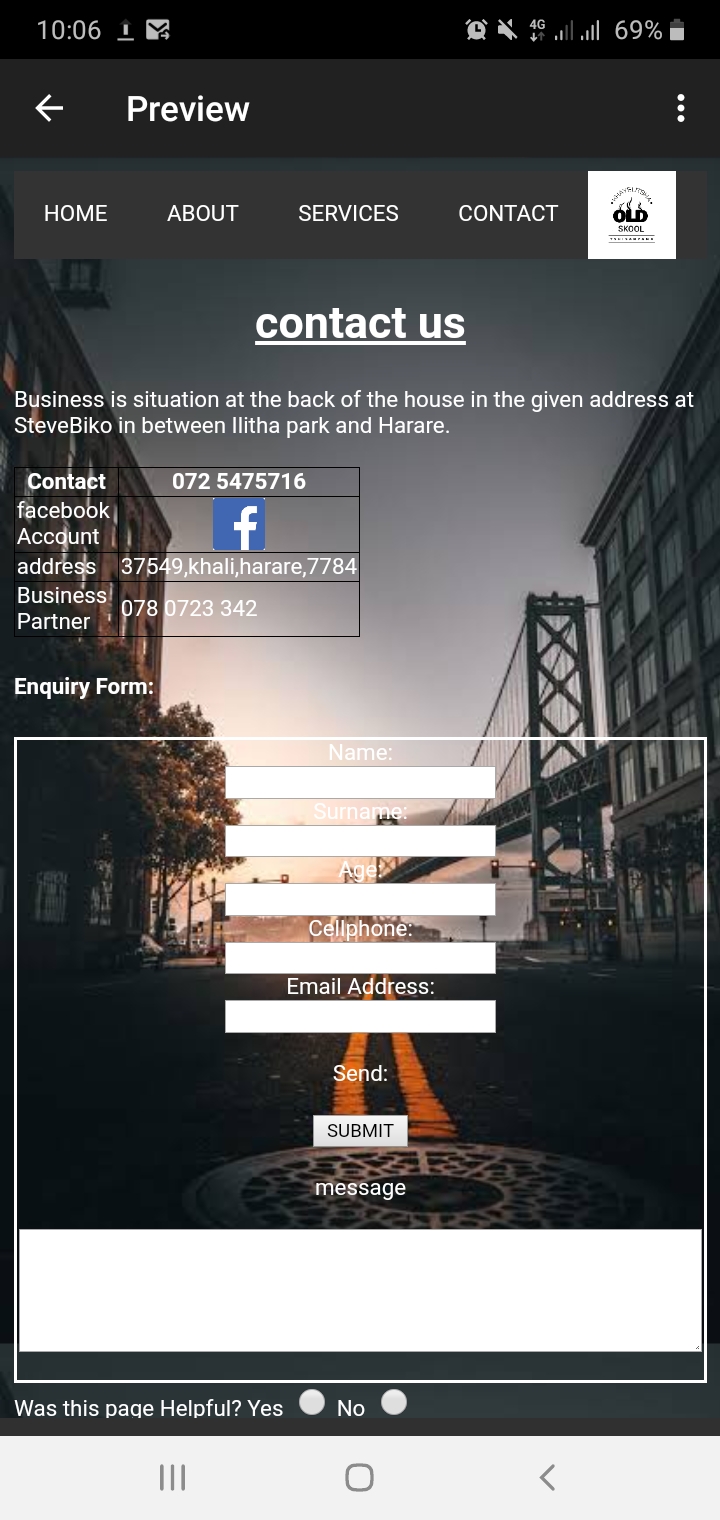 10:06
4G
69%
Preview
HOME ABOUT SERVICES CONTACT
KHAYELITSHA
OLD
SKOOL
contact us
Business is situation at the back of the house in the given address at
SteveBiko in between Ilitha park and Harare.
Contact 072 5475716
facebook
Account
f
address 37549,khali,harare,7784
Business
Partner
078 0723 342
Enquiry Form:
Name:
Surname:
Age:
Cellphone:
Email Address:
Send:
SUBMIT
message
Was this page Helpful? Yes No